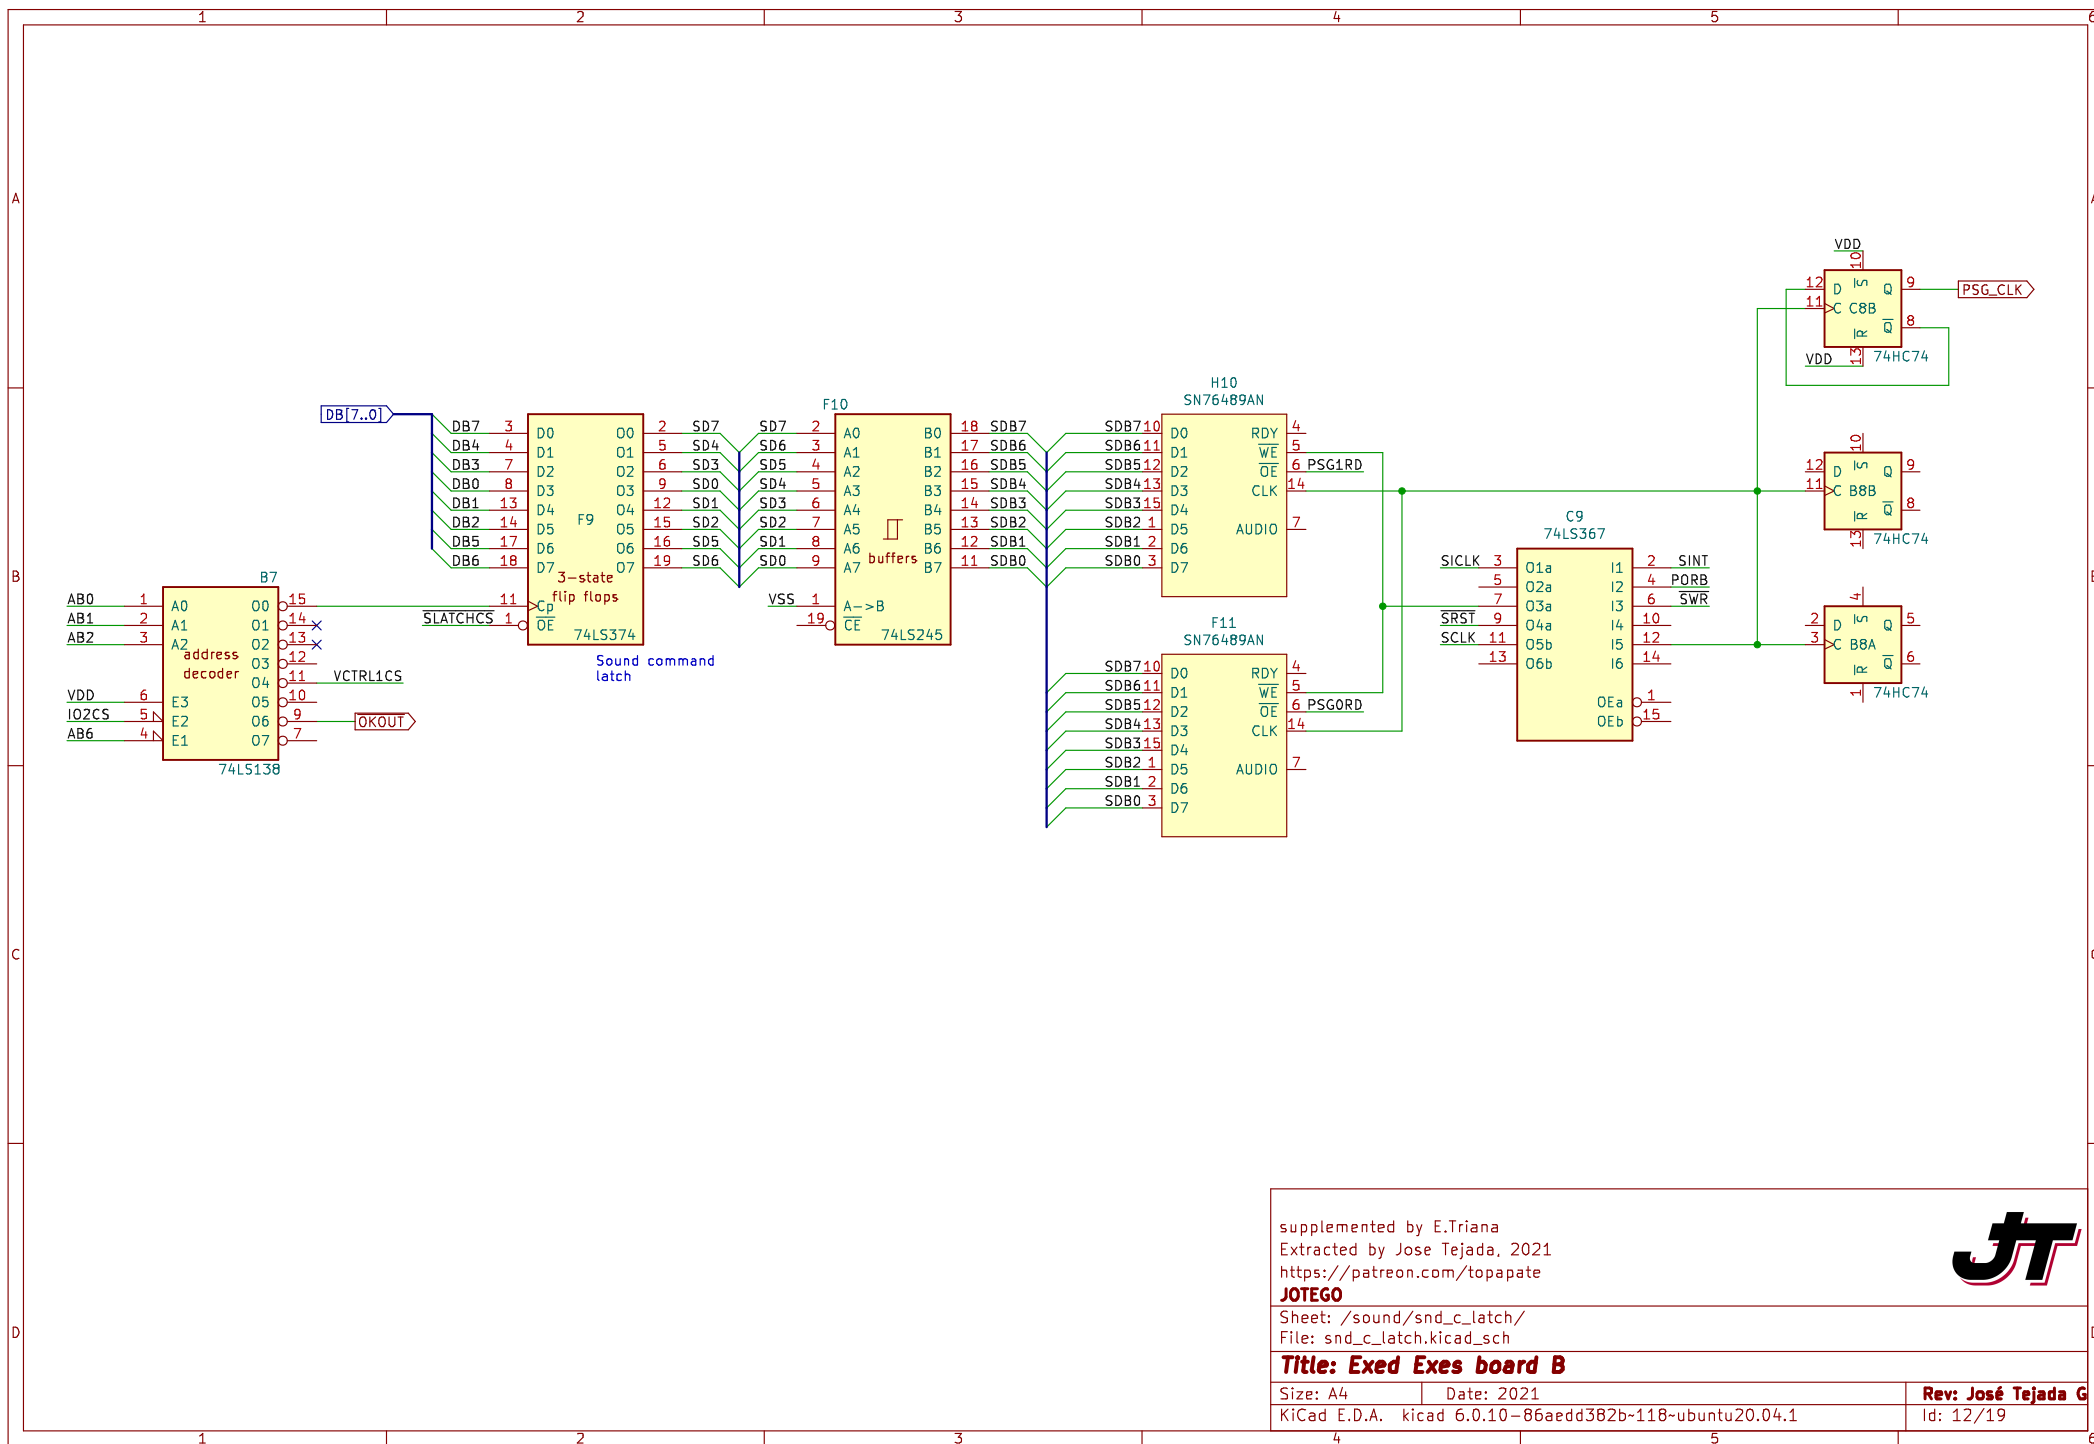 1 2 3 4 5 6
A
VDD
10
12 D S Q 9 PSG_CLK
11 C C8B
R Q 8
VDD 13 74HC74
DB[7..0]
DB7 3 D0 O0 2 SD7
DB4 4 D1 O1 5 SD4
DB3 7 D2 O2 6 SD3
DB0 8 D3 O3 9 SD0
DB1 13 D4 O4 12 SD1
DB2 14 D5 O5 15 SD2
DB5 17 D6 O6 16 SD5
DB6 18 D7 O7 19 SD6
F9
3-state
flip flops
11 Cp
SLATCHCS 1 OE
74LS374
Sound command
latch
F10
SD7 2 A0 B0 18 SDB7
SD6 3 A1 B1 17 SDB6
SD5 4 A2 B2 16 SDB5
SD4 5 A3 B3 15 SDB4
SD3 6 A4 B4 14 SDB3
SD2 7 A5 B5 13 SDB2
SD1 8 A6 B6 12 SDB1
SD0 9 A7 B7 11 SDB0
buffers
VSS 1 A->B
19 CE
74LS245
H10
SN76489AN
SDB7 10 D0 RDY 4
SDB6 11 D1 WE 5
SDB5 12 D2 OE 6 PSG1RD
SDB4 13 D3 CLK 14
SDB3 15 D4
SDB2 1 D5 AUDIO 7
SDB1 2 D6
SDB0 3 D7
F11
SN76489AN
SDB7 10 D0 RDY 4
SDB6 11 D1 WE 5
SDB5 12 D2 OE 6 PSG0RD
SDB4 13 D3 CLK 14
SDB3 15 D4
SDB2 1 D5 AUDIO 7
SDB1 2 D6
SDB0 3 D7
10
12 D S Q 9
11 C B8B
R Q 8
13 74HC74
C9
74LS367
SICLK 3 O1a I1 2 SINT
5 O2a I2 4 PORB
7 O3a I3 6 SWR
SRST 9 O4a I4 10
SCLK 11 O5b I5 12
13 O6b I6 14
OEa 1
OEb 15
4
2 D S Q 5
3 C B8A
R Q 6
1 74HC74
B
B7
AB0 1 A0 O0 15
AB1 2 A1 O1 14
AB2 3 A2 O2 13
address
decoder
O3 12
O4 11 VCTRL1CS
VDD 6 E3 O5 10
IO2CS 5 E2 O6 9 OKOUT
AB6 4 E1 O7 7
74LS138
C
D
supplemented by E.Triana
Extracted by Jose Tejada, 2021
https://patreon.com/topapate
JOTEGO
JT
Sheet: /sound/snd_c_latch/
File: snd_c_latch.kicad_sch
Title: Exed Exes board B
Size: A4 Date: 2021 Rev: José Tejada G
KiCad E.D.A. kicad 6.0.10-86aedd382b~118~ubuntu20.04.1 Id: 12/19
1 2 3 4 5 6